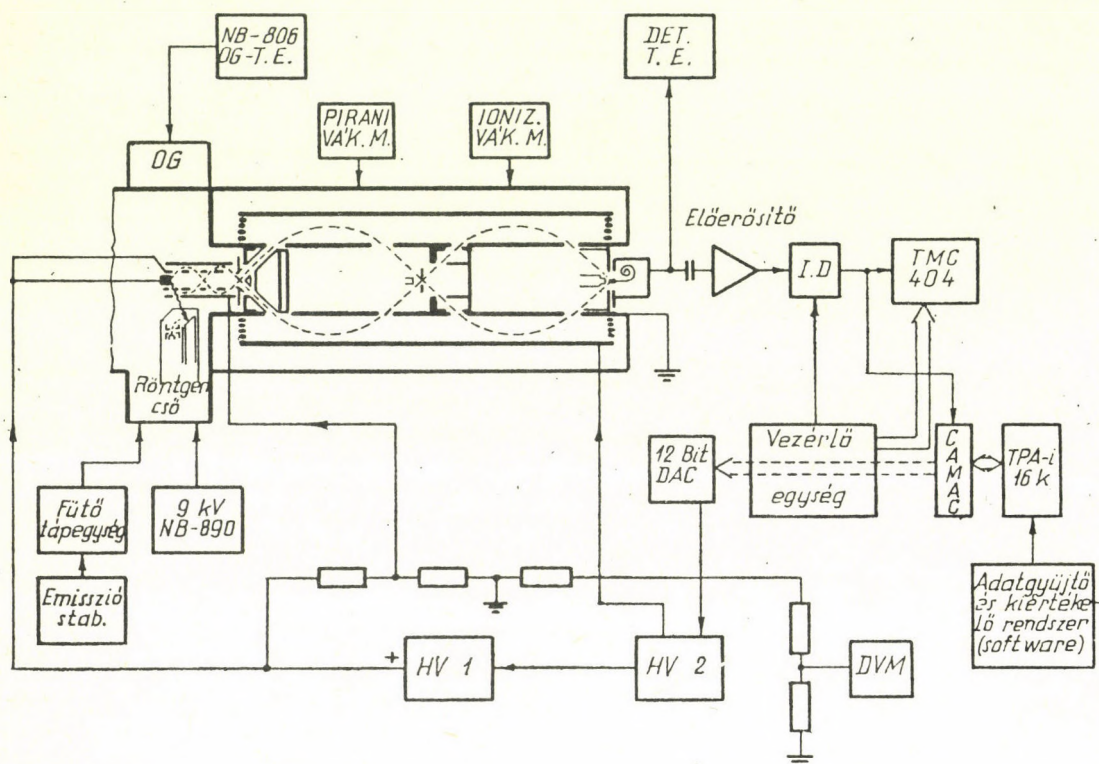 NB-806
OG-T.E.
DET.
T. E.
PIRANI
VÁK. M.
IONIZ.
VÁK. M.
OG
Előerősítő
I.D
TMC
404
Röntgen
cső
12 Bit
DAC
Vezérlő
egység
CAMAC
TPA-i
16 k
Fűtő
tápegység
9 kV
NB-890
Emisszió
stab.
Adatgyűjtő
és kiértéke-
lő rendszer
(software)
+
HV 1
HV 2
DVM